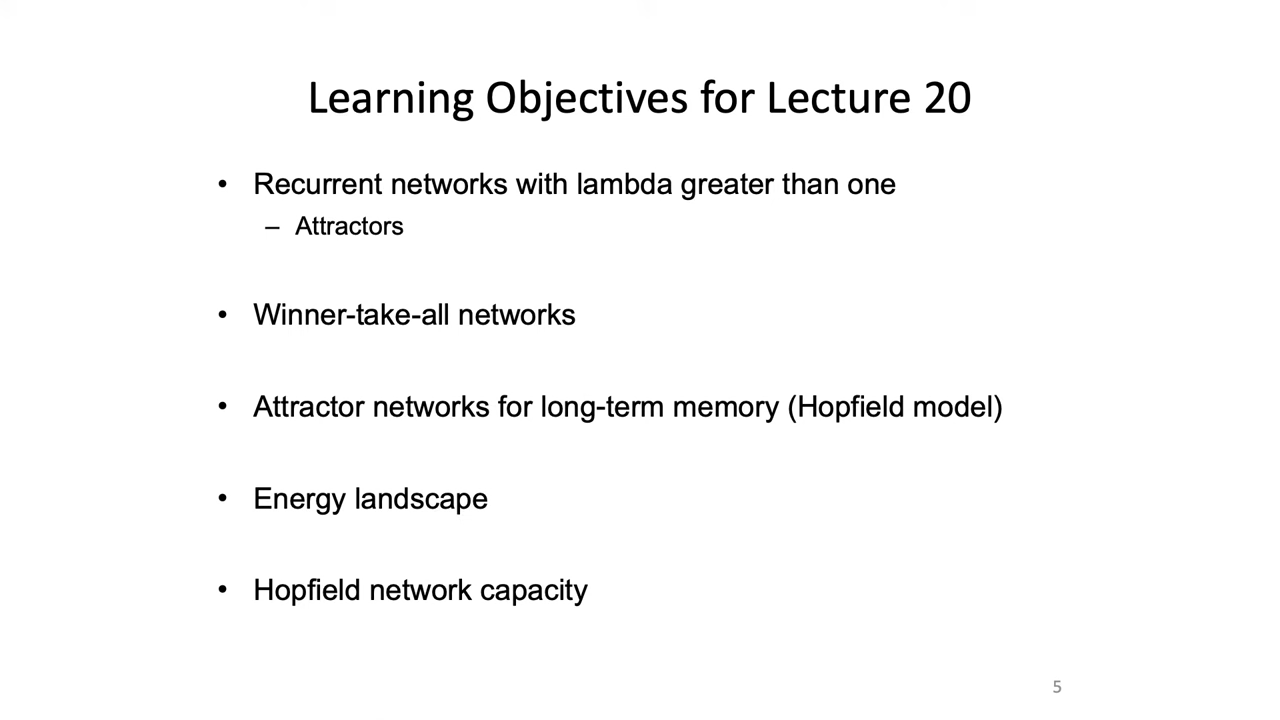 Learning Objectives for Lecture 20
• Recurrent networks with lambda greater than one
– Attractors
• Winner-take-all networks
• Attractor networks for long-term memory (Hopfield model)
• Energy landscape
• Hopfield network capacity
5